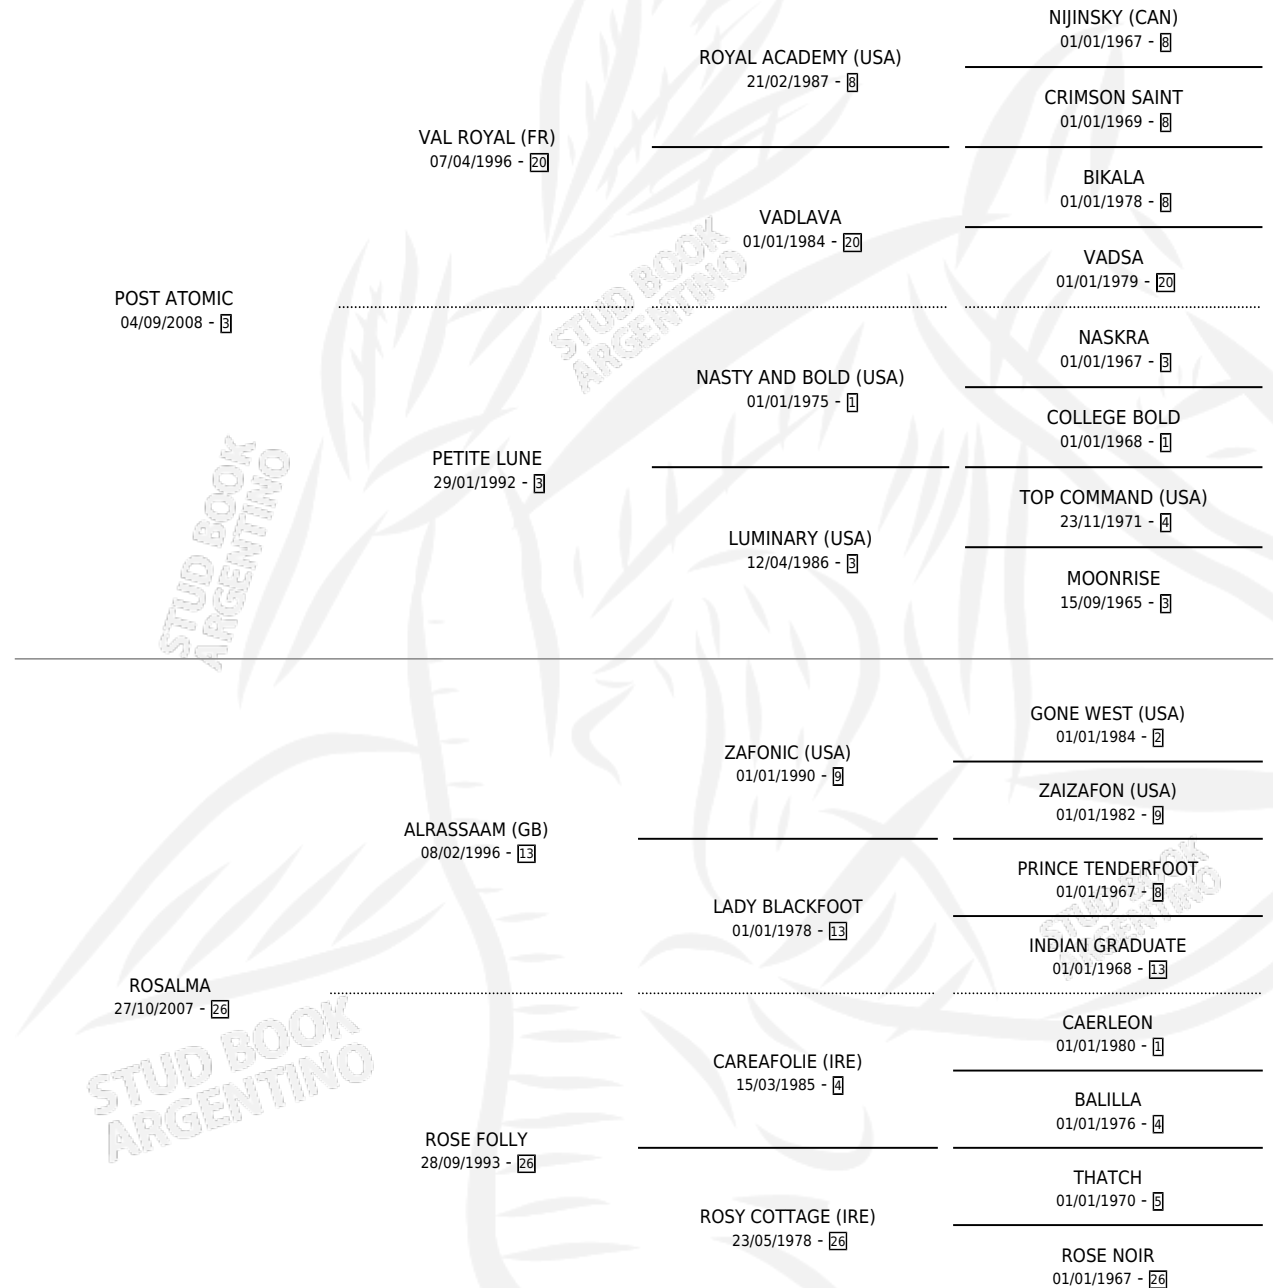 NIJINSKY (CAN)
01/01/1967 - 8
ROYAL ACADEMY (USA)
21/02/1987 - 8
CRIMSON SAINT
01/01/1969 - 8
VAL ROYAL (FR)
07/04/1996 - 20
BIKALA
01/01/1978 - 8
VADLAVA
01/01/1984 - 20
VADSA
01/01/1979 - 20
POST ATOMIC
04/09/2008 - 3
NASKRA
01/01/1967 - 3
NASTY AND BOLD (USA)
01/01/1975 - 1
COLLEGE BOLD
01/01/1968 - 1
PETITE LUNE
29/01/1992 - 3
TOP COMMAND (USA)
23/11/1971 - 4
LUMINARY (USA)
12/04/1986 - 3
MOONRISE
15/09/1965 - 3
STUD BOOK
ARGENTINO
STUD BOOK
ARGENTINO
GONE WEST (USA)
01/01/1984 - 2
ZAFONIC (USA)
01/01/1990 - 9
ZAIZAFON (USA)
01/01/1982 - 9
ALRASSAAM (GB)
08/02/1996 - 13
PRINCE TENDERFOOT
01/01/1967 - 8
LADY BLACKFOOT
01/01/1978 - 13
INDIAN GRADUATE
01/01/1968 - 13
STUD BOOK
ARGENTINO
ROSALMA
27/10/2007 - 26
CAERLEON
01/01/1980 - 1
CAREAFOLIE (IRE)
15/03/1985 - 4
BALILLA
01/01/1976 - 4
STUD BOOK
ARGENTINO
ROSE FOLLY
28/09/1993 - 26
THATCH
01/01/1970 - 5
ROSY COTTAGE (IRE)
23/05/1978 - 26
ROSE NOIR
01/01/1967 - 26